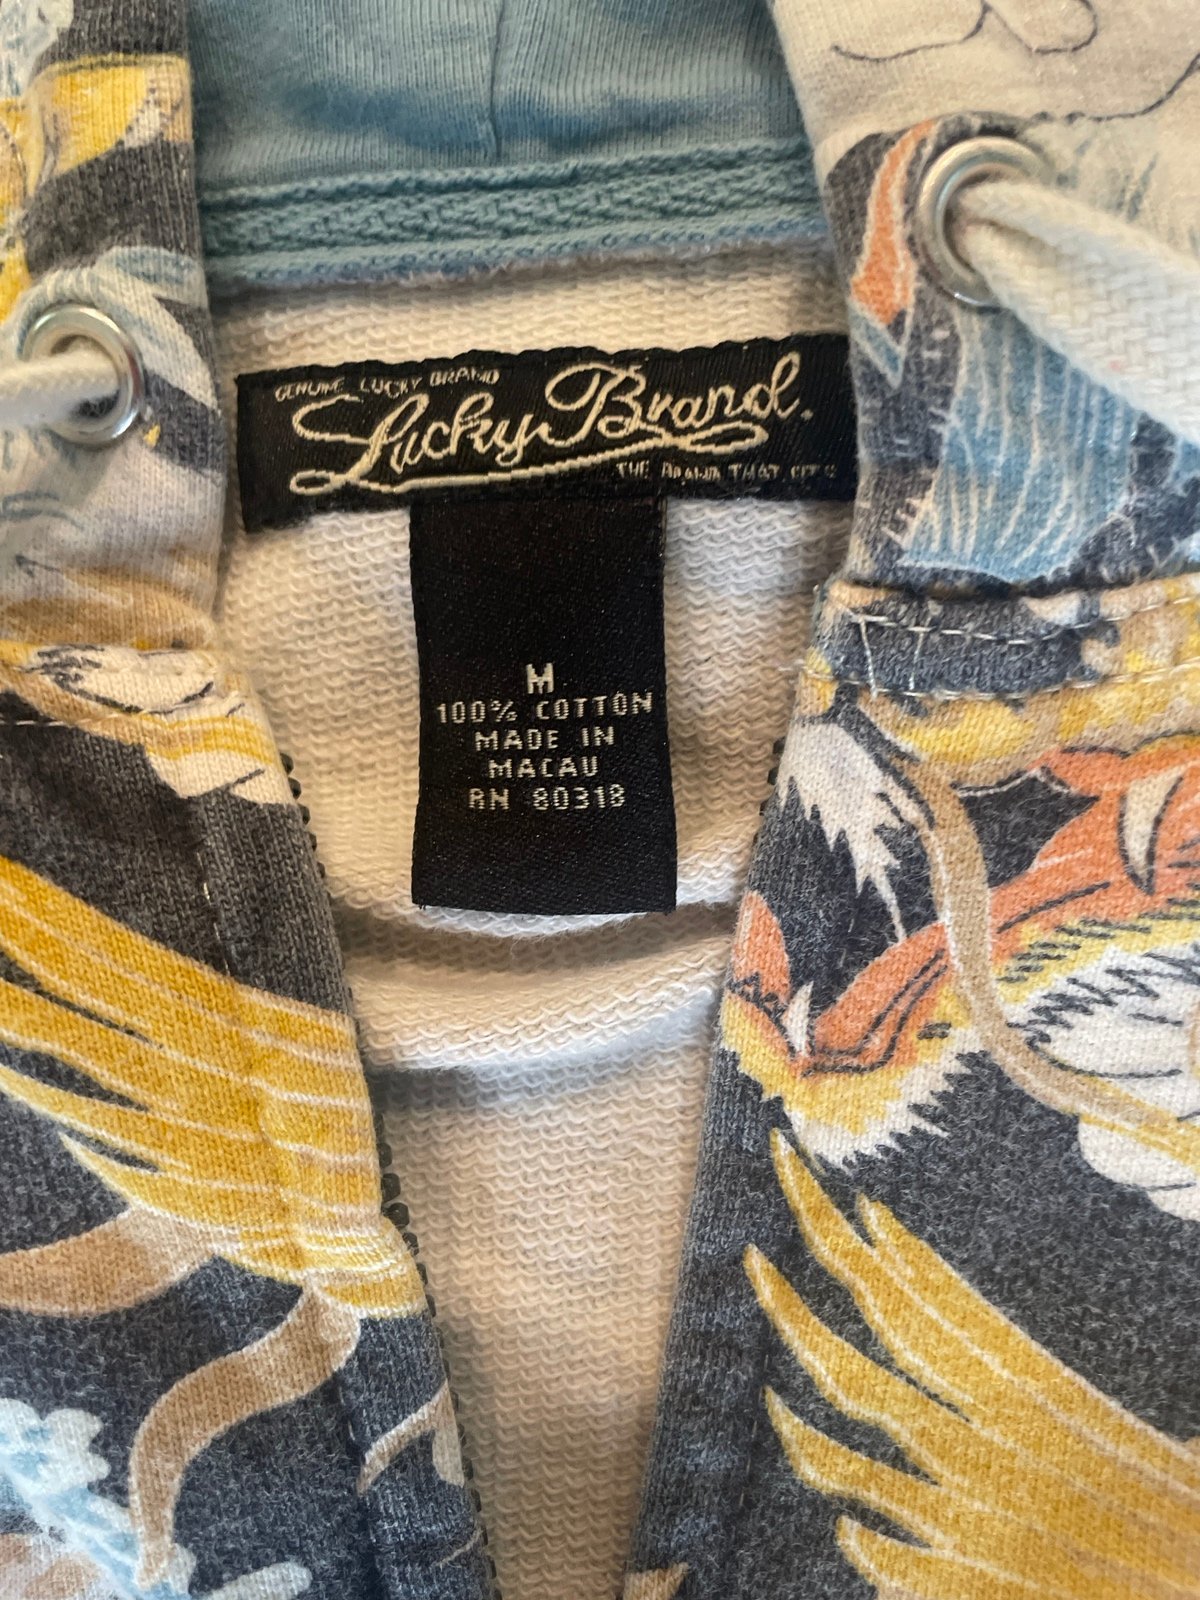 GENUINE LUCKY BRAND
Lucky Brand.
THE BRAND THAT FITS
M
100% COTTON
MADE IN
MACAU
RN 80318